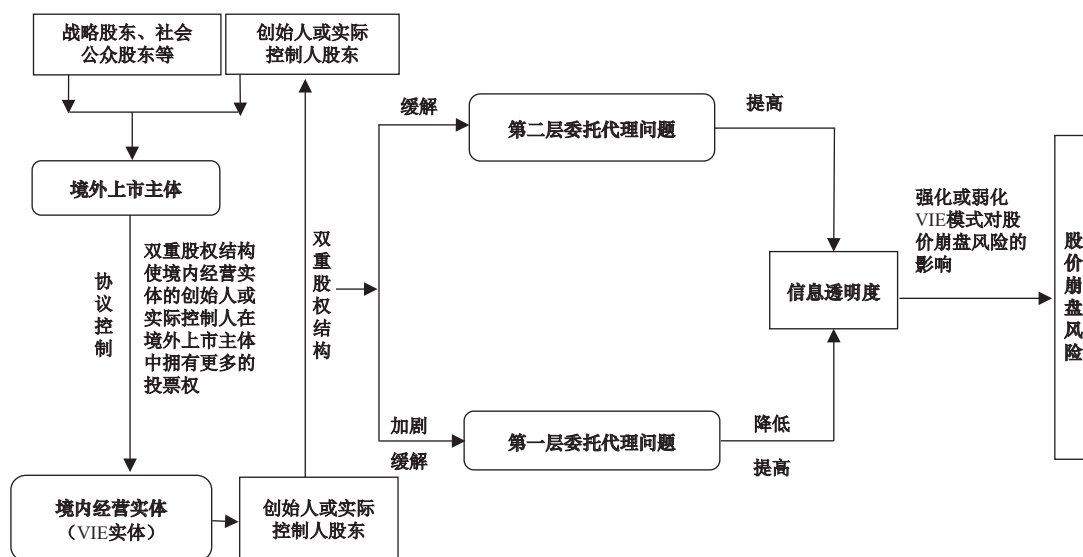 战略股东、社会
公众股东等
创始人或实际
控制人股东
境外上市主体
协议控制
双重股权结构
使境内经营实
体的创始人或
实际控制人在
境外上市主体
中拥有更多的
投票权
境内经营实体
（VIE实体）
创始人或实际
控制人股东
双重股权结构
缓解
第二层委托代理问题
提高
加剧
缓解
第一层委托代理问题
降低
提高
信息透明度
强化或弱化
VIE模式对股
价崩盘风险的
影响
股价崩盘风险